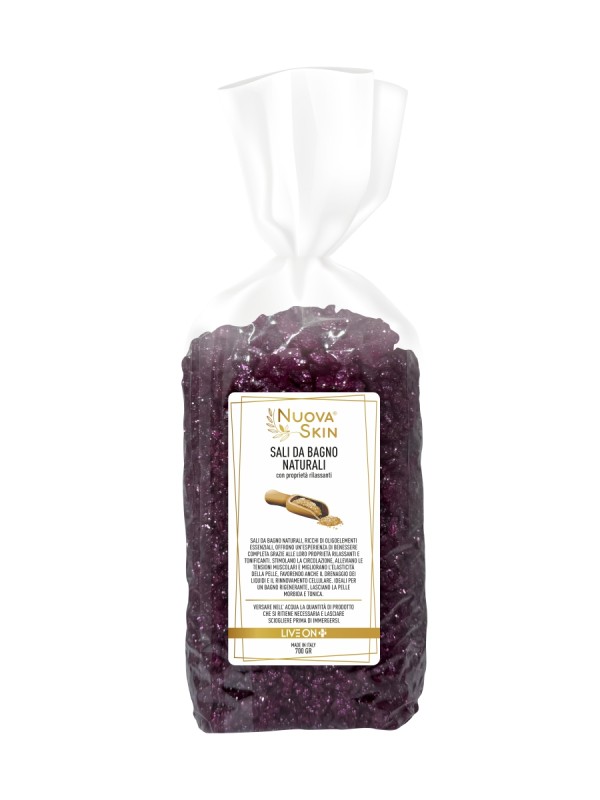 NUOVA®
SKIN
SALI DA BAGNO
NATURALI
con proprietà rilassanti
SALI DA BAGNO NATURALI, RICCHI DI OLIGOELEMENTI
ESSENZIALI, OFFRONO UN'ESPERIENZA DI BENESSERE
COMPLETA GRAZIE ALLE LORO PROPRIETÀ RILASSANTI E
TONIFICANTI, STIMOLANO LA CIRCOLAZIONE, ALLEVIANO LE
TENSIONI MUSCOLARI E MIGLIORANO L'ELASTICITÀ
DELLA PELLE, FAVORENDO ANCHE IL DRENAGGIO DEI
LIQUIDI E IL RINNOVAMENTO CELLULARE. IDEALI PER
UN BAGNO RIGENERANTE, LASCIANO LA PELLE
MORBIDA E TONICA.
VERSARE NELL' ACQUA LA QUANTITÀ DI PRODOTTO
CHE SI RITIENE NECESSARIA E LASCIARE
SCIOGLIERE PRIMA DI IMMERGERSI.
LIVE ON
MADE IN ITALY
700 GR